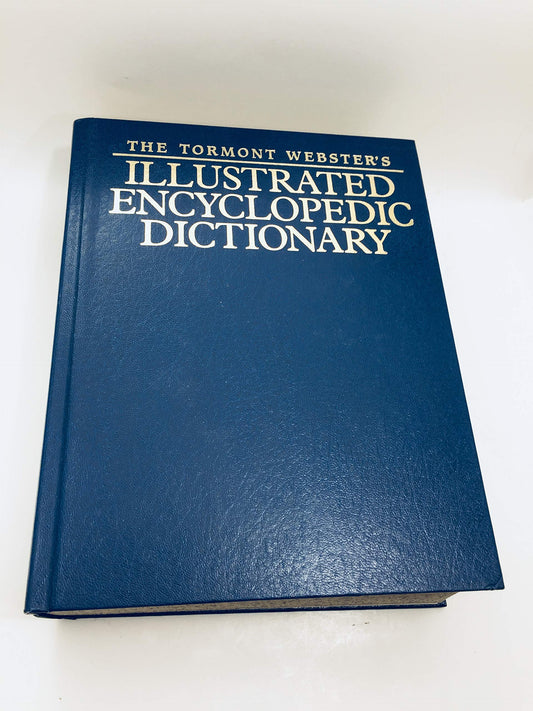 THE TORMONT WEBSTER'S
ILLUSTRATED
ENCYCLOPEDIC
DICTIONARY